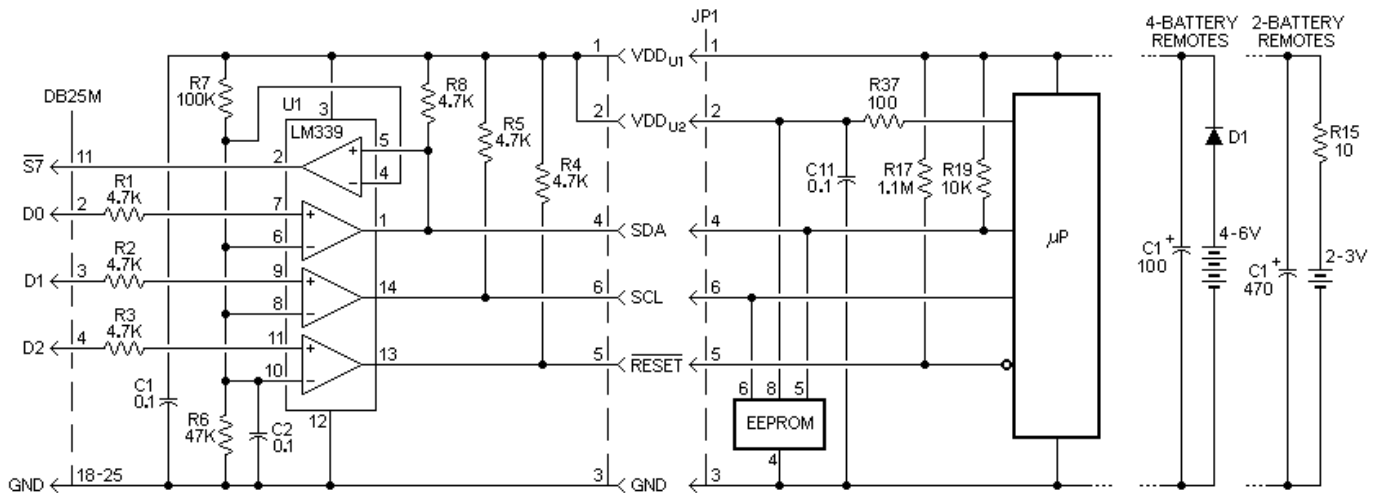 JP1
4-BATTERY REMOTES
2-BATTERY REMOTES
1 VDD U1 1
R7 100K
R8 4.7K
R37 100
DB25M
U1
3
LM339
2 VDD U2 2
R5 4.7K
D1
R15 10
S7 11
2
5
4
R4 4.7K
C11 0.1
R17 1.1M
R19 10K
R1 4.7K
D0 2
7
1
6
4 SDA 4
µP
4-6V
R2 4.7K
D1 3
9
14
8
6 SCL 6
C1 100
+
C1 470
+
2-3V
R3 4.7K
D2 4
11
13
10
5 RESET 5
C1 0.1
6 8 5
R6 47K
C2 0.1
12
EEPROM
4
GND 18-25
3 GND 3
+
−
+
−
+
−
+
−